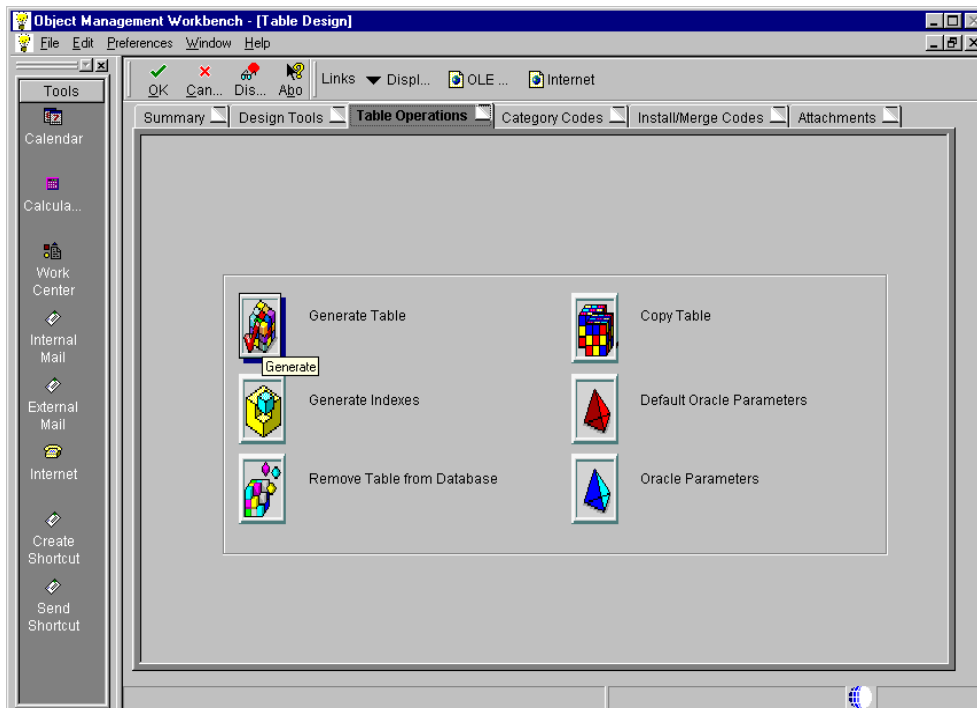 Object Management Workbench - [Table Design]
File Edit Preferences Window Help
Tools
Calendar
Calcula...
Work
Center
Internal
Mail
External
Mail
Internet
Create
Shortcut
Send
Shortcut
OK Can... Dis... Abo Links Displ... OLE ... Internet
Summary Design Tools Table Operations Category Codes Install/Merge Codes Attachments
Generate Table
Copy Table
Generate
Generate Indexes
Default Oracle Parameters
Remove Table from Database
Oracle Parameters